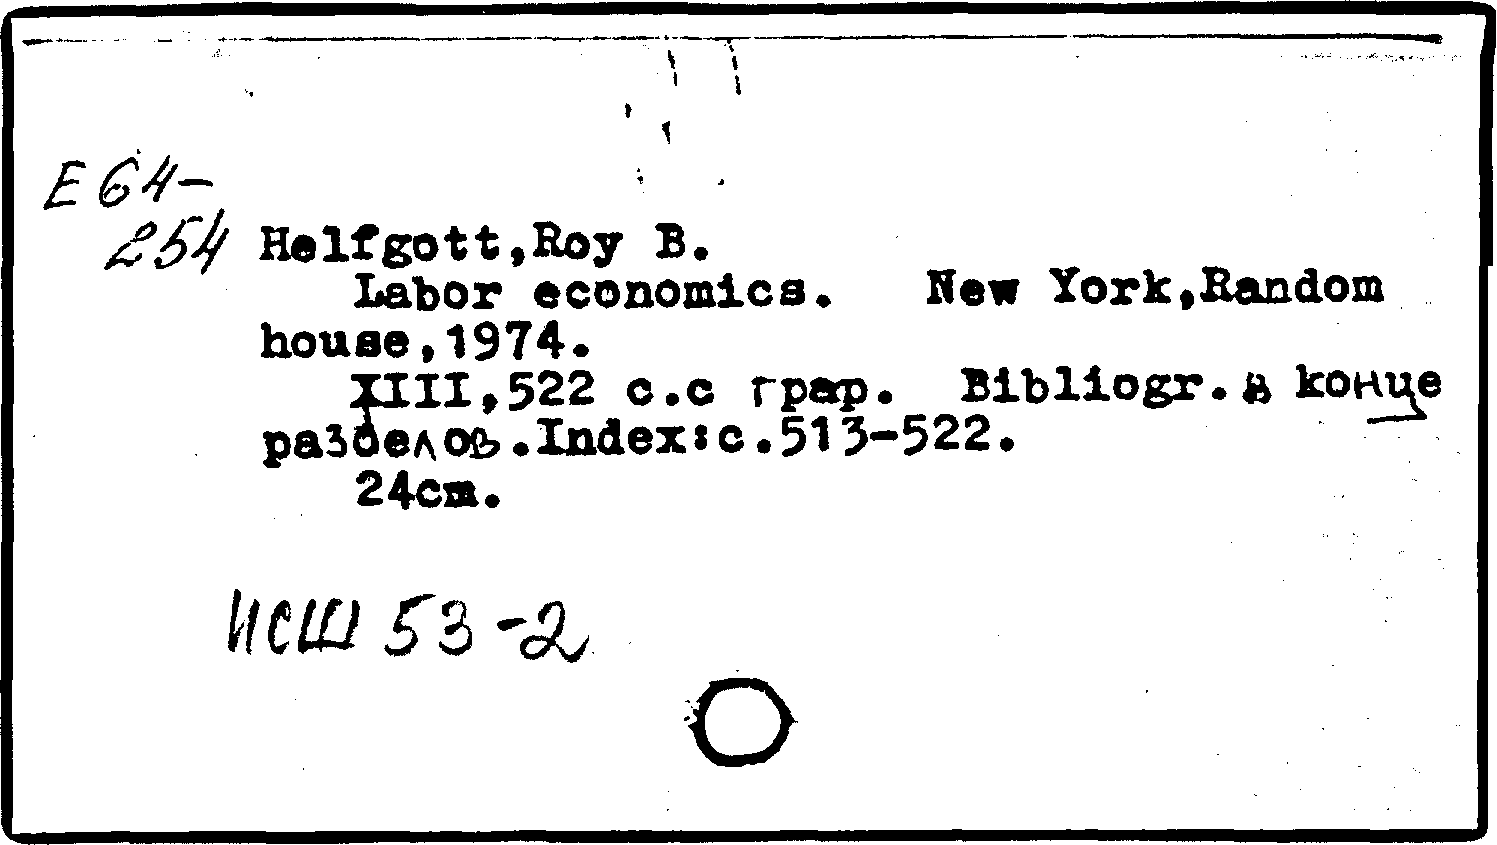 Е 64-
254
Helfgott,Roy B.
Labor economics. New York,Random
house,1974.
XIII,522 с.с граф. Bibliogr.в конце
разделов.Index:с.513-522.
24cm.
ИСШ 53-2